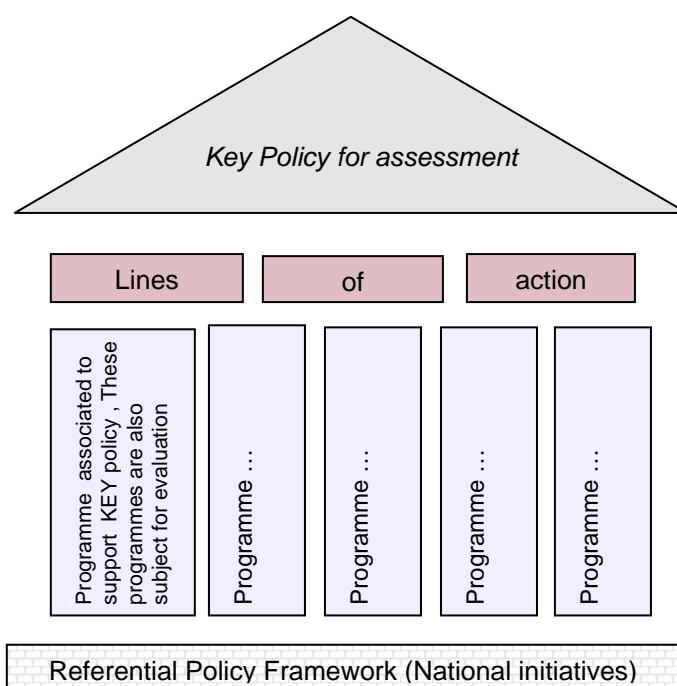 Key Policy for assessment
Lines
of
action
Programme associated to
support KEY policy , These
programmes are also
subject for evaluation
Programme …
Programme …
Programme …
Programme …
Referential Policy Framework (National initiatives)